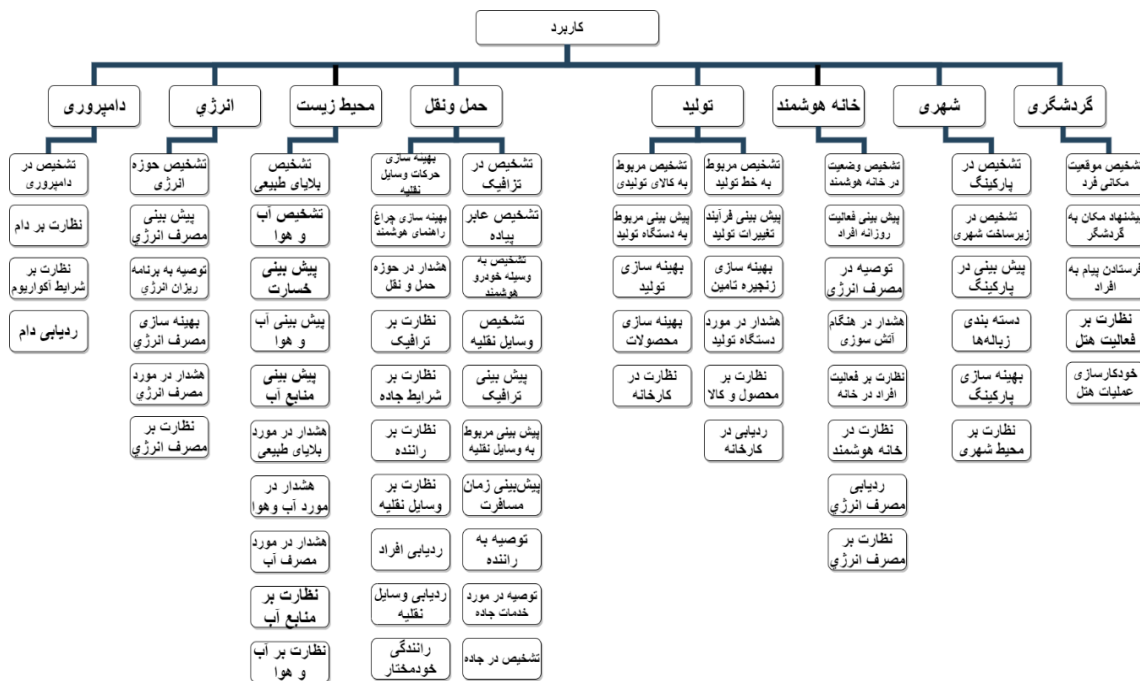 کاربرد
گردشگری
شهری
خانه هوشمند
تولید
حمل ونقل
محیط زیست
انرژي
دامپروری
تشخیص موقعیت
مکانی فرد
پیشنهاد مکان به
گردشگر
فرستادن پیام به
افراد
نظارت بر
فعالیت هتل
خودکارسازی
عملیات هتل
تشخیص در
پارکینگ
تشخیص در
زیرساخت شهری
پیش بینی در
پارکینگ
دسته بندی
زباله‌ها
بهینه سازی
پارکینگ
نظارت بر
محیط شهری
تشخیص وضعیت
در خانه هوشمند
پیش بینی فعالیت
روزانه افراد
توصیه در
مصرف انرژي
هشدار در هنگام
آتش سوزی
نظارت بر فعالیت
افراد در خانه
نظارت در
خانه هوشمند
ردیابی
مصرف انرژي
نظارت بر
مصرف انرژي
تشخیص مربوط
به خط تولید
پیش بینی فرآیند
تغییرات تولید
بهینه سازی
زنجیره تامین
هشدار در مورد
دستگاه تولید
نظارت بر
محصول و کالا
ردیابی در
کارخانه
تشخیص مربوط
به کالای تولیدی
پیش بینی مربوط
به دستگاه تولید
بهینه سازی
تولید
بهینه سازی
محصولات
نظارت در
کارخانه
تشخیص در
ترافیک
تشخیص عابر
پیاده
تشخیص به
وسیله خودرو
هوشمند
تشخیص
وسایل نقلیه
پیش بینی
ترافیک
پیش بینی مربوط
به وسایل نقلیه
پیش‌بینی زمان
مسافرت
توصیه به
راننده
توصیه در مورد
خدمات جاده
تشخیص در جاده
بهینه سازی
حرکات وسایل
نقلیه
بهینه سازی چراغ
راهنمای هوشمند
هشدار در حوزه
حمل و نقل
نظارت بر
ترافیک
نظارت بر
شرایط جاده
نظارت بر
راننده
نظارت بر
وسایل نقلیه
ردیابی افراد
ردیابی وسایل
نقلیه
رانندگی
خودمختار
تشخیص
بلایای طبیعی
تشخیص آب
و هوا
پیش بینی
خسارت
پیش بینی آب
و هوا
پیش بینی
منابع آب
هشدار در مورد
بلایای طبیعی
هشدار در
مورد آب وهوا
هشدار در مورد
مصرف آب
نظارت بر
منابع آب
نظارت بر آب
و هوا
تشخیص حوزه
انرژی
پیش بینی
مصرف انرژي
توصیه به برنامه
ریزان انرژي
بهینه سازی
مصرف انرژي
هشدار در مورد
مصرف انرژي
نظارت بر
مصرف انرژي
تشخیص در
دامپروری
نظارت بر دام
نظارت بر
شرایط آکواریوم
ردیابی دام